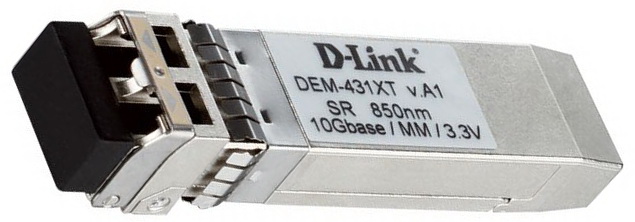 D-Link
DEM-431XT v.A1
SR 850nm
10Gbase / MM / 3.3V